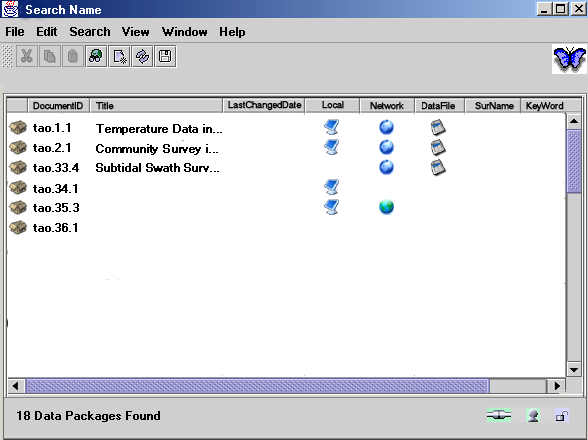 Search Name
File Edit Search View Window Help
DocumentID Title LastChangedDate Local Network DataFile SurName KeyWord
tao.1.1 Temperature Data in...
tao.2.1 Community Survey i...
tao.33.4 Subtidal Swath Surv...
tao.34.1
tao.35.3
tao.36.1
18 Data Packages Found